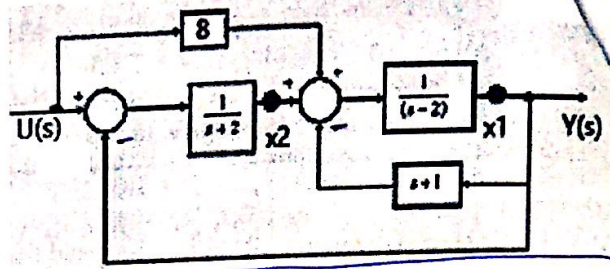 8
+ + +
U(s) − 1/(s+2) x2 − 1/(s−2) x1 Y(s)
s+1